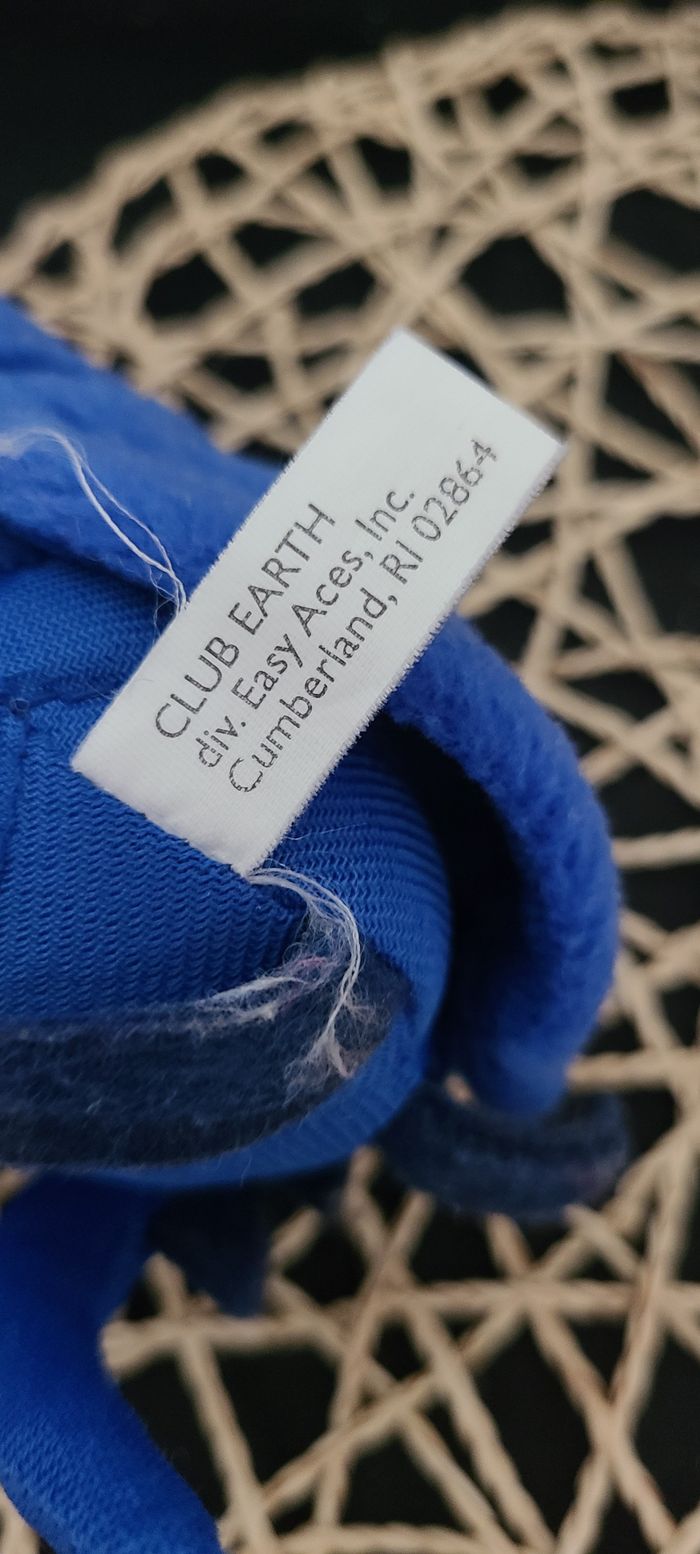 CLUB EARTH
div. Easy Aces, Inc.
Cumberland, RI 02864